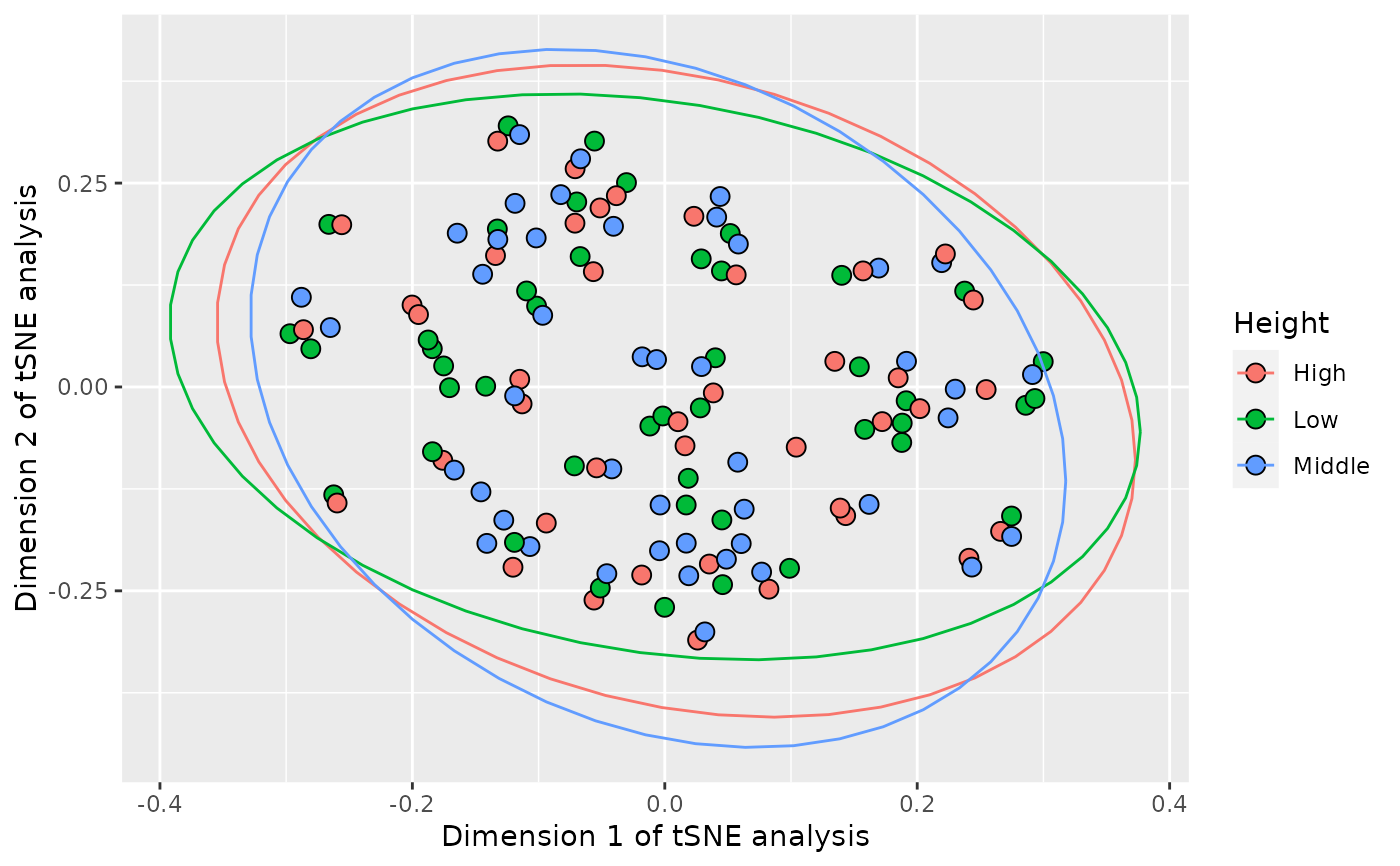 Dimension 2 of tSNE analysis
0.25
0.00
-0.25
-0.4
-0.2
0.0
0.2
0.4
Dimension 1 of tSNE analysis
Height
High
Low
Middle